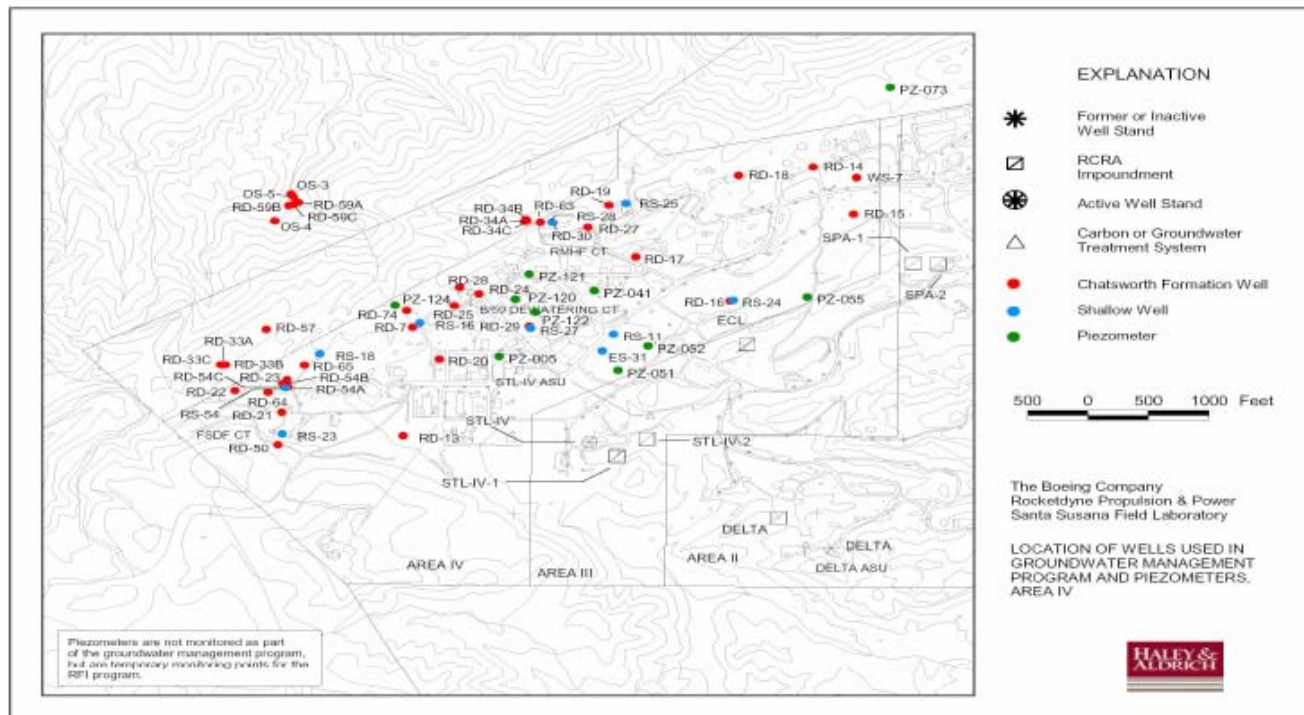 PZ-073
RD-14
RD-18
WS-7
OS-3
OS-5
RD-19
RS-25
RD-59A
RD-59B
RD-34B
RD-63
RD-59C
RS-28
RD-34A
RD-15
OS-4
RD-34C
RD-30
RD-27
SPA-1
RMHF CT
RD-17
PZ-121
SPA-2
RD-28
RD-24
PZ-041
PZ-124
PZ-120
RD-16
RS-24
PZ-055
RD-74
RD-25
B/59 DEWATERING CT
ECL
PZ-122
RD-57
RD-7
RS-16
RD-29
RS-27
RD-33A
RS-11
RS-18
PZ-052
RD-33C
RD-33B
RD-65
RD-20
PZ-005
ES-31
RD-54C
RD-23
RD-54B
PZ-051
STL-IV ASU
RD-22
RD-54A
RD-64
RS-54
RD-21
STL-IV
FSDF CT
RS-23
RD-13
STL-IV-2
RD-50
STL-IV-1
DELTA
DELTA
AREA II
AREA IV
AREA III
DELTA ASU
Piezometers are not monitored as part
of the groundwater management program,
but are temporary monitoring points for the
RFI program.
EXPLANATION
Former or Inactive
Well Stand
RCRA
Impoundment
Active Well Stand
Carbon or Groundwater
Treatment System
Chatsworth Formation Well
Shallow Well
Piezometer
500 0 500 1000 Feet
The Boeing Company
Rocketdyne Propulsion & Power
Santa Susana Field Laboratory
LOCATION OF WELLS USED IN
GROUNDWATER MANAGEMENT
PROGRAM AND PIEZOMETERS,
AREA IV
HALEY &
ALDRICH